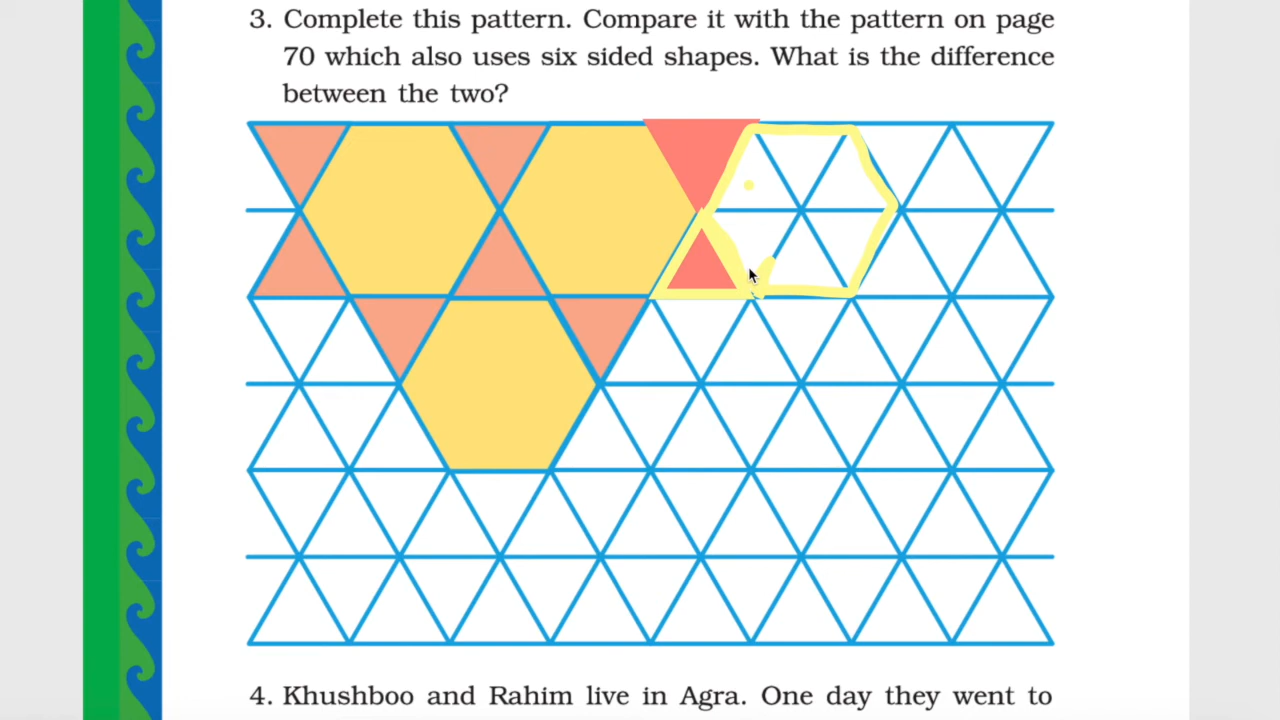 3. Complete this pattern. Compare it with the pattern on page
70 which also uses six sided shapes. What is the difference
between the two?
4. Khushboo and Rahim live in Agra. One day they went to